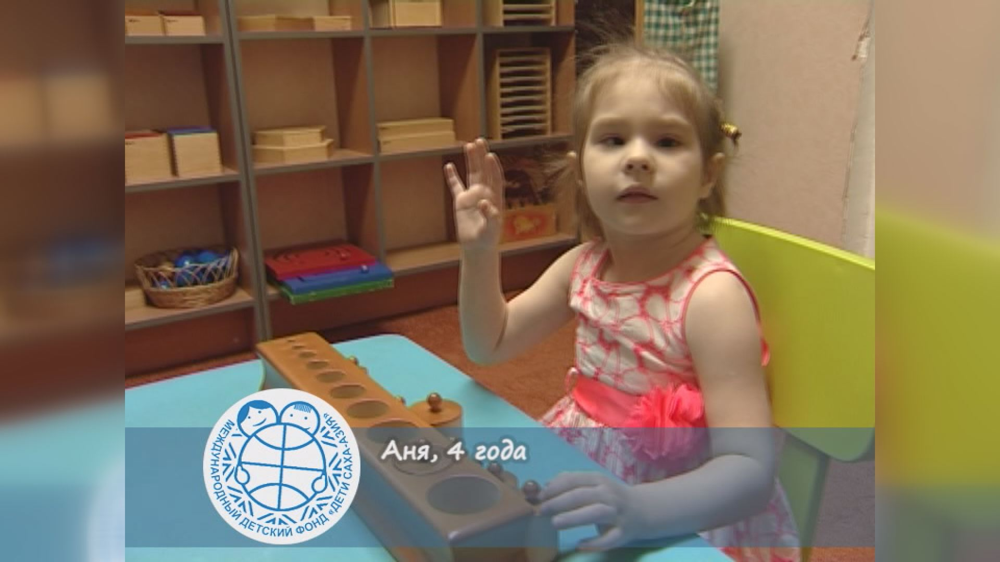 Аня, 4 года
МЕЖДУНАРОДНЫЙ ДЕТСКИЙ ФОНД «ДЕТИ САХА-АЗИЯ»